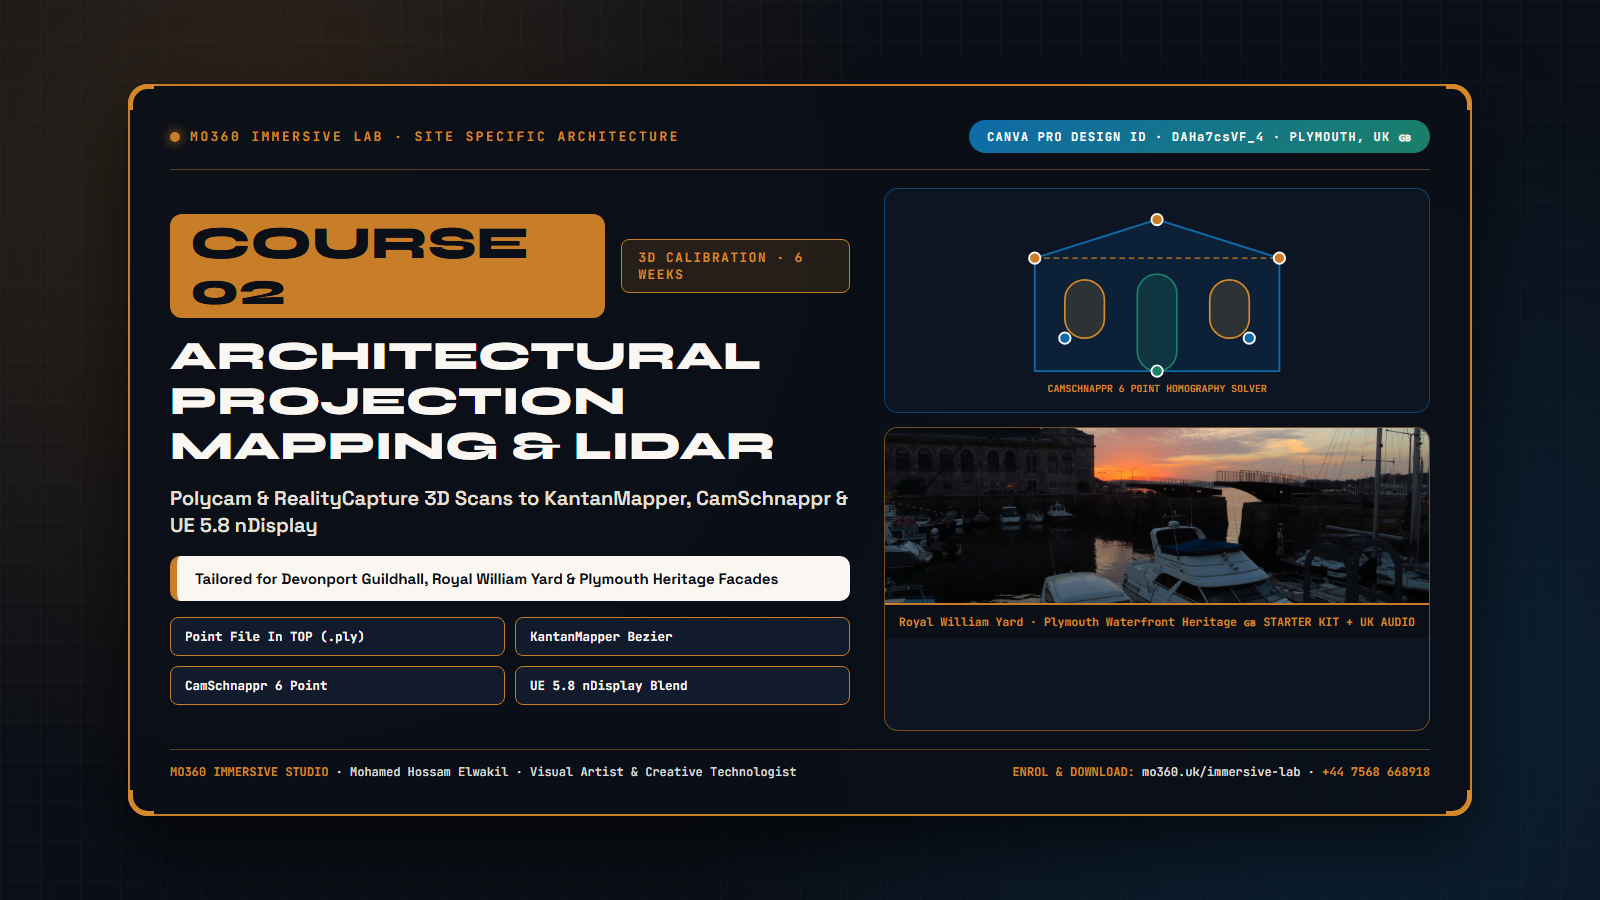 MO360 IMMERSIVE LAB · SITE SPECIFIC ARCHITECTURE
CANVA PRO DESIGN ID · DAHa7csVF_4 · PLYMOUTH, UK GB
COURSE
02
3D CALIBRATION · 6
WEEKS
ARCHITECTURAL
PROJECTION
MAPPING & LIDAR
Polycam & RealityCapture 3D Scans to KantanMapper, CamSchnappr &
UE 5.8 nDisplay
Tailored for Devonport Guildhall, Royal William Yard & Plymouth Heritage Facades
Point File In TOP (.ply)
KantanMapper Bezier
CamSchnappr 6 Point
UE 5.8 nDisplay Blend
CAMSCHNAPPR 6 POINT HOMOGRAPHY SOLVER
Royal William Yard · Plymouth Waterfront Heritage GB STARTER KIT + UK AUDIO
MO360 IMMERSIVE STUDIO · Mohamed Hossam Elwakil · Visual Artist & Creative Technologist
ENROL & DOWNLOAD: mo360.uk/immersive-lab · +44 7568 668918